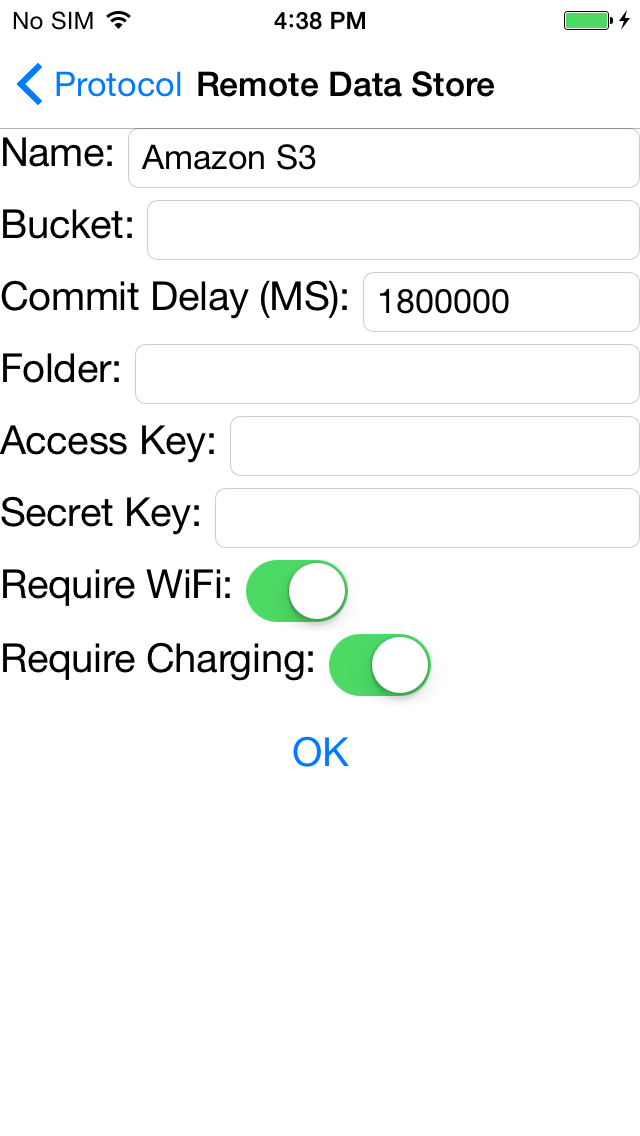 No SIM 4:38 PM
Protocol Remote Data Store
Name: Amazon S3
Bucket:
Commit Delay (MS): 1800000
Folder:
Access Key:
Secret Key:
Require WiFi:
Require Charging:
OK